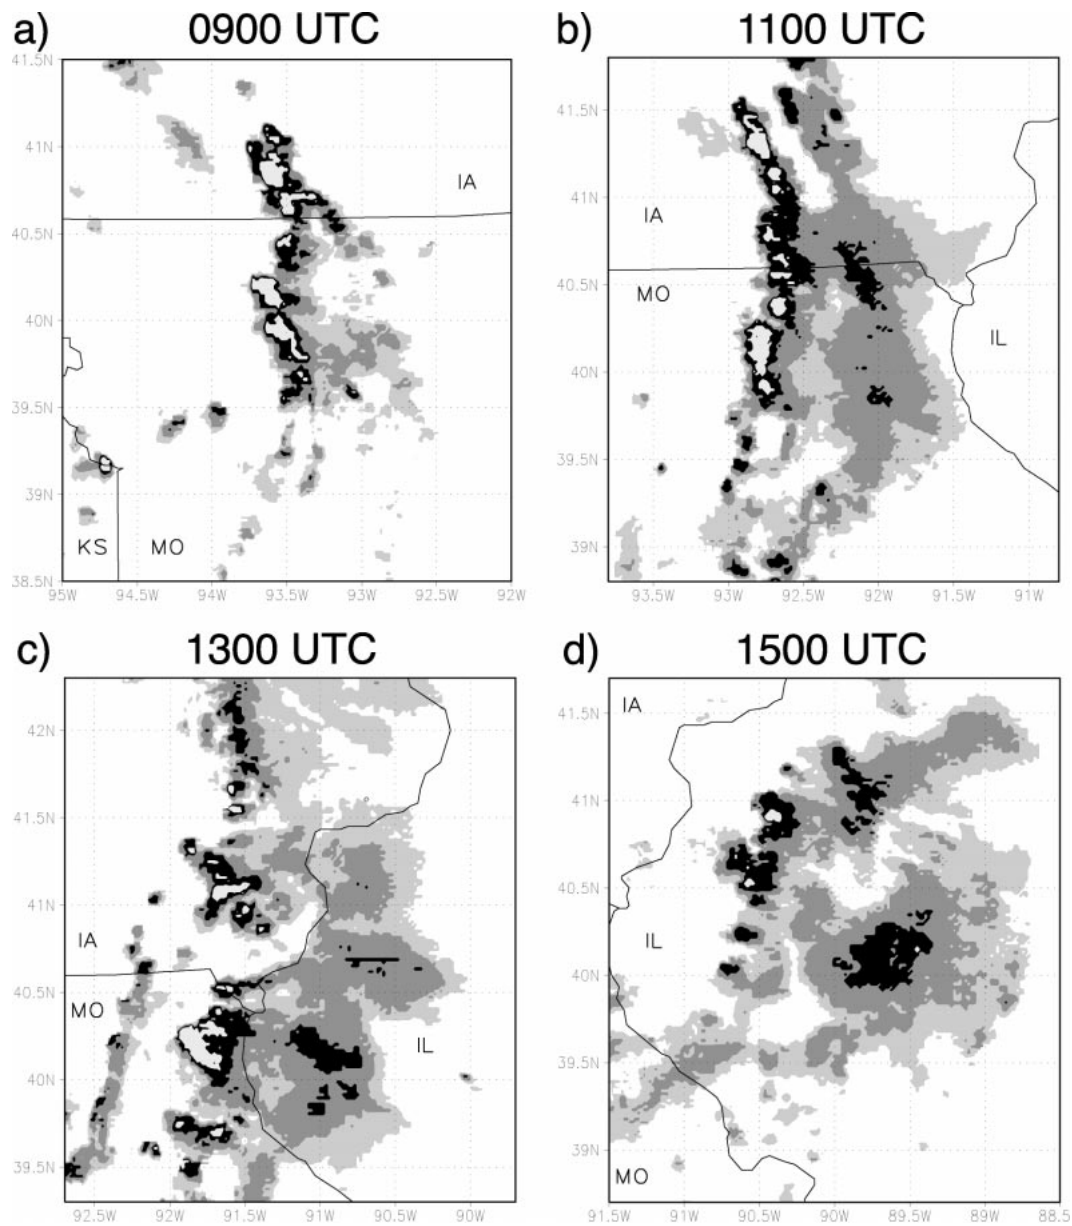 a) 0900 UTC
41.5N
41N
IA
40.5N
40N
39.5N
39N
KS MO
38.5N
95W 94.5W 94W 93.5W 93W 92.5W 92W
b) 1100 UTC
41.5N
41N
IA
40.5N
MO
IL
40N
39.5N
39N
93.5W 93W 92.5W 92W 91.5W 91W
c) 1300 UTC
42N
41.5N
41N
IA
40.5N
MO
IL
40N
39.5N
92.5W 92W 91.5W 91W 90.5W 90W
d) 1500 UTC
IA
41.5N
41N
40.5N
IL
40N
39.5N
39N
MO
91.5W 91W 90.5W 90W 89.5W 89W 88.5W